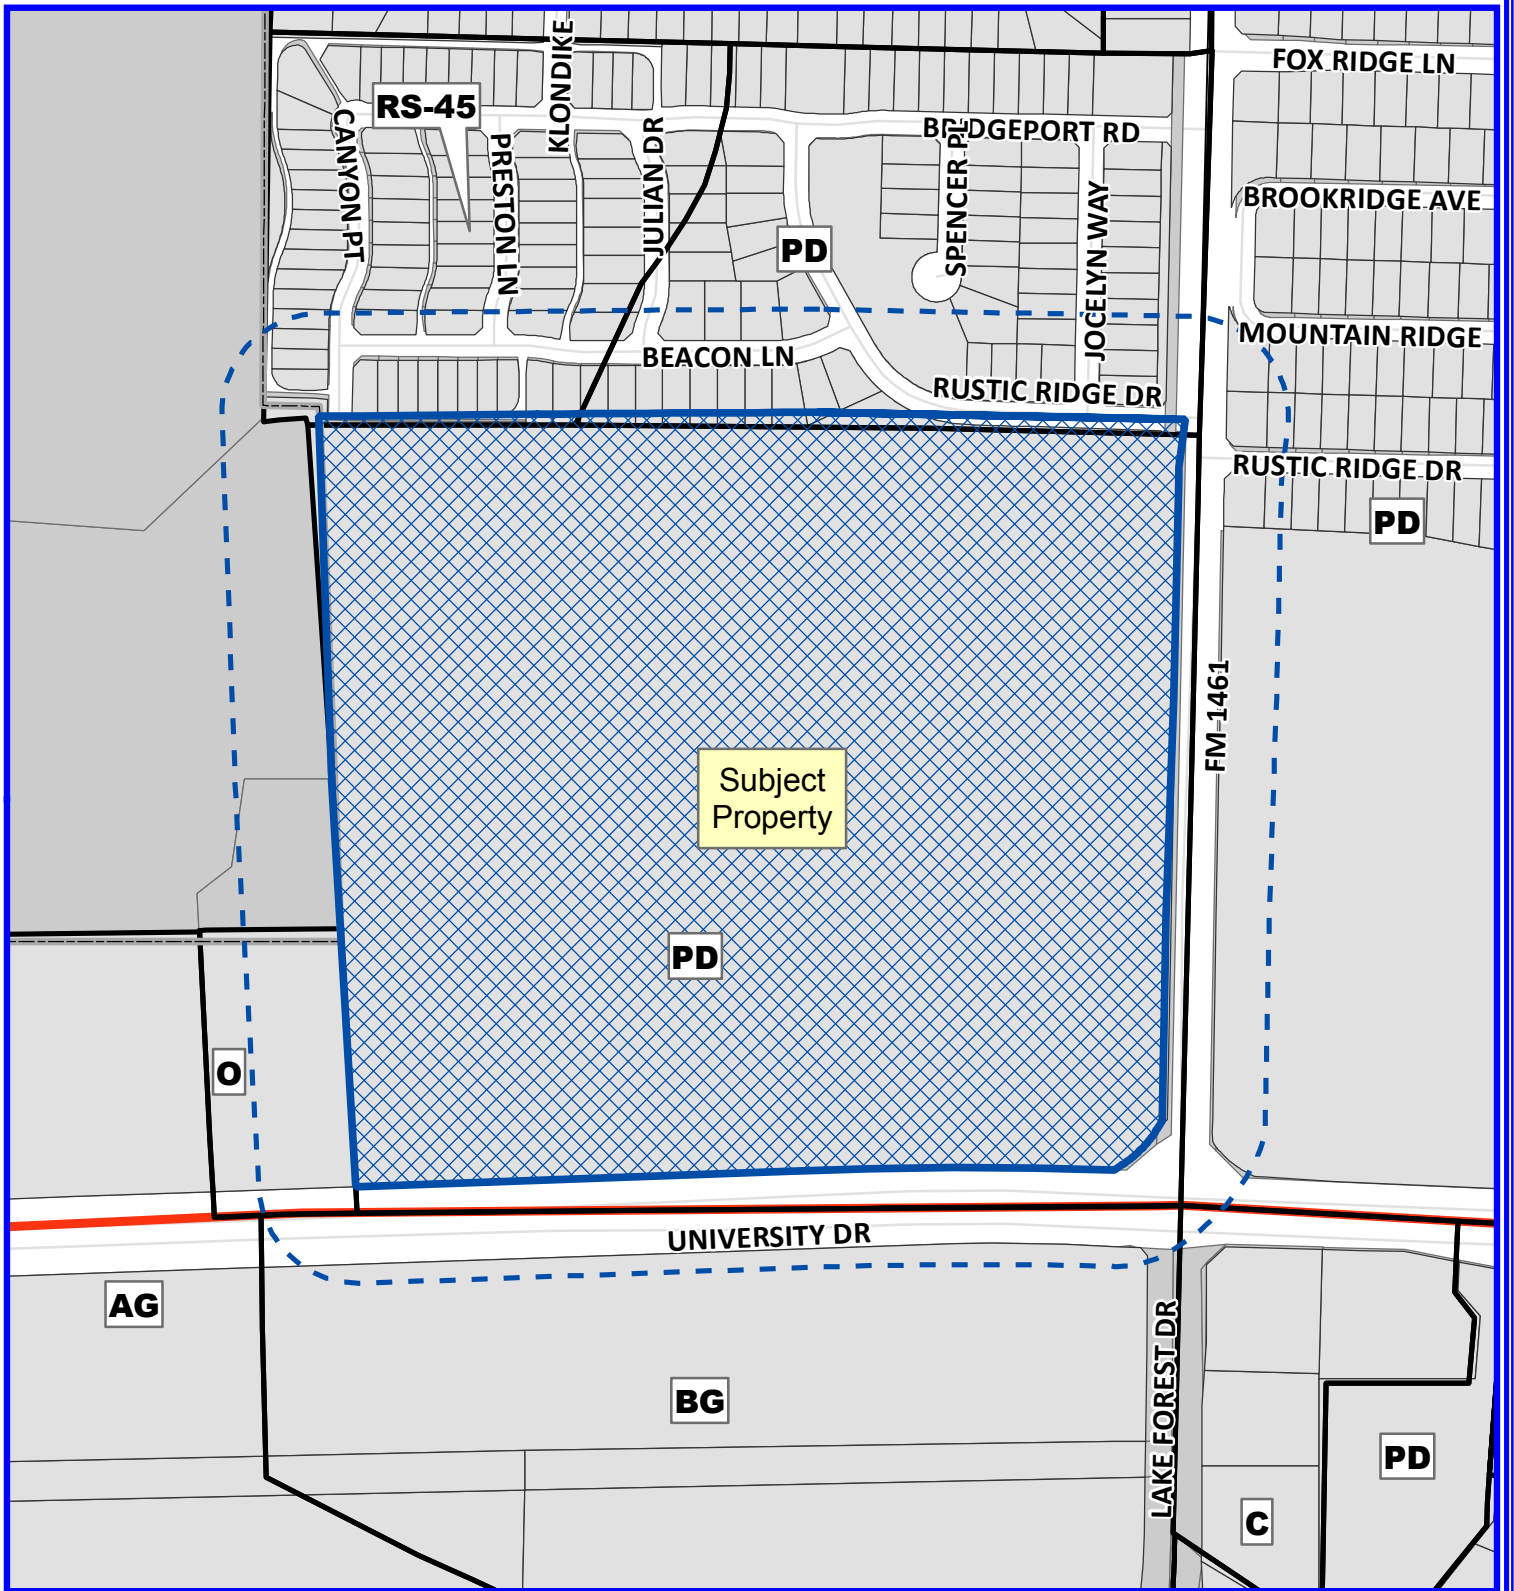 KLONDIKE
FOX RIDGE LN
RS-45
CANYON PT
PRESTON LN
JULIAN DR
BRIDGEPORT RD
SPENCER PL
JOCELYN WAY
BROOKRIDGE AVE
PD
MOUNTAIN RIDGE
BEACON LN
RUSTIC RIDGE DR
RUSTIC RIDGE DR
PD
FM 1461
Subject
Property
PD
O
UNIVERSITY DR
AG
LAKE FOREST DR
BG
PD
C